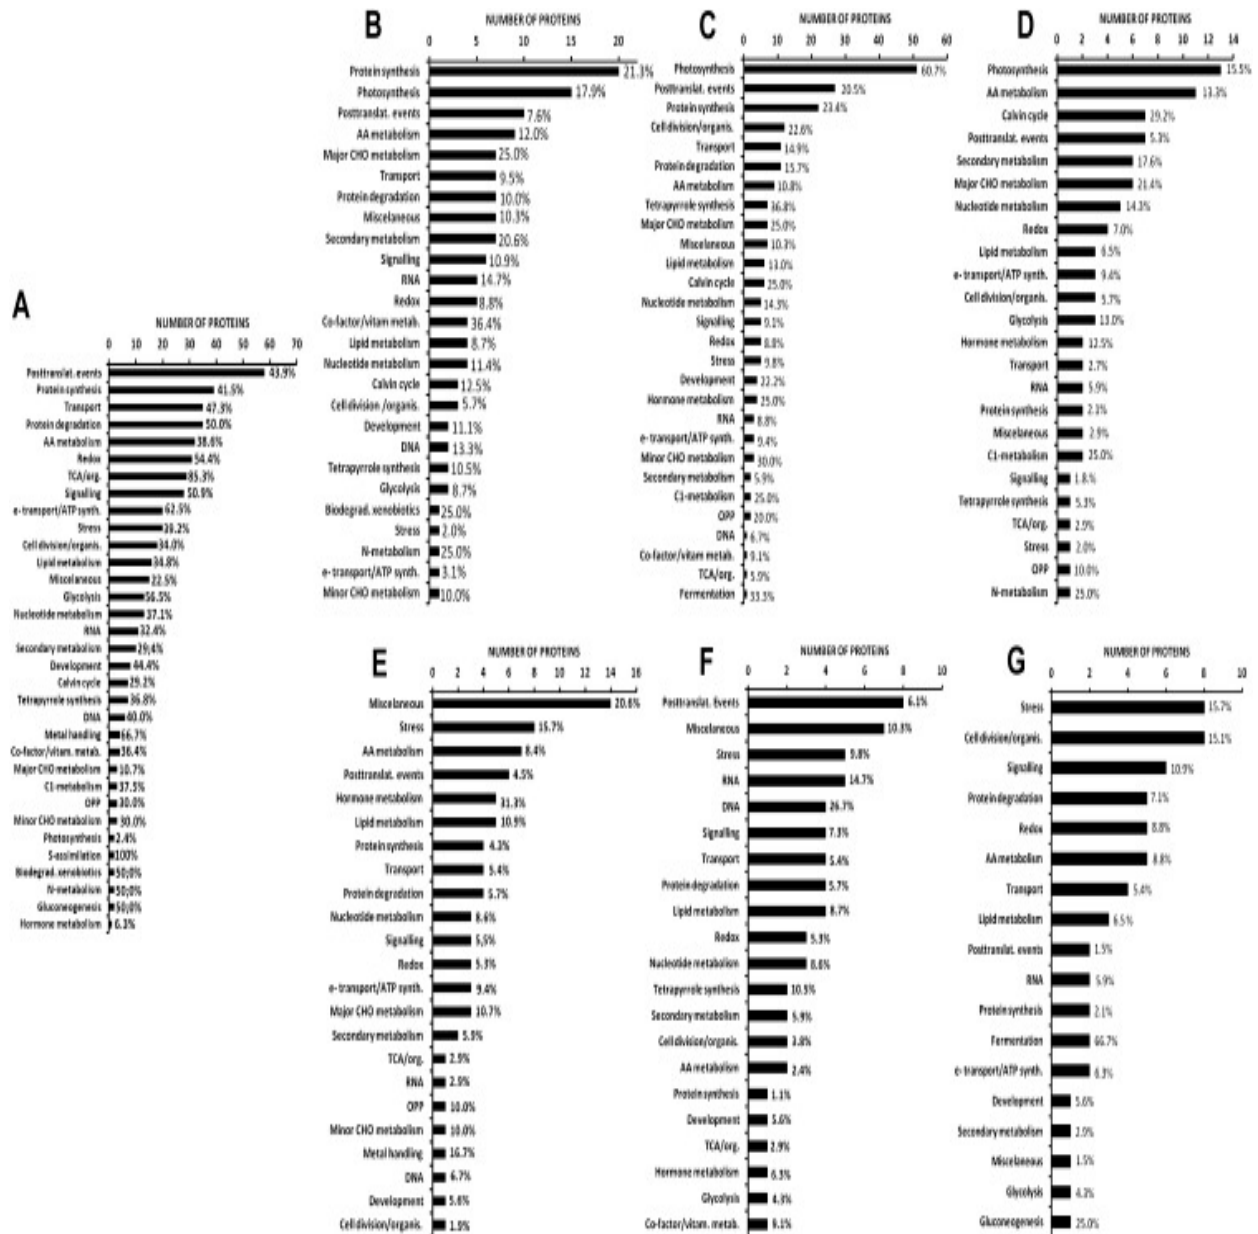 A
NUMBER OF PROTEINS
0 10 20 30 40 50 60 70
Posttranslat. events 43.9%
Protein synthesis 41.5%
Transport 47.3%
Protein degradation 50.0%
AA metabolism 38.6%
Redox 54.4%
TCA/org. 85.3%
Signalling 50.9%
e-transport/ATP synth. 62.5%
Stress 39.2%
Cell division/organis. 34.0%
Lipid metabolism 34.8%
Miscelaneous 22.5%
Glycolysis 56.5%
Nucleotide metabolism 37.1%
RNA 32.4%
Secondary metabolism 29;4%
Development 44.4%
Calvin cycle 29.2%
Tetrapyrrole synthesis 36.8%
DNA 40.0%
Metal handling 66.7%
Co-factor/vitam. metab. 36.4%
Major CHO metabolism 10.7%
C1-metabolism 37.5%
OPP 30.0%
Minor CHO metabolism 30.0%
Photosynthesis 2.4%
S-assimilation 100%
Biodegrad. xenobiotics 50;0%
N-metabolism 50;0%
Gluconeogenesis 50;0%
Hormone metabolism 6.3%
B
NUMBER OF PROTEINS
0 5 10 15 20
Protein synthesis 21.3%
Photosynthesis 17.9%
Posttranslat. events 7.6%
AA metabolism 12.0%
Major CHO metabolism 25.0%
Transport 9.5%
Protein degradation 10.0%
Miscelaneous 10.3%
Secondary metabolism 20.6%
Signalling 10.9%
RNA 14.7%
Redox 8.8%
Co-factor/vitam metab. 36.4%
Lipid metabolism 8.7%
Nucleotide metabolism 11.4%
Calvin cycle 12.5%
Cell division /organis. 5.7%
Development 11.1%
DNA 13.3%
Tetrapyrrole synthesis 10.5%
Glycolysis 8.7%
Biodegrad. xenobiotics 25.0%
Stress 2.0%
N-metabolism 25.0%
e-transport/ATP synth. 3.1%
Minor CHO metabolism 10.0%
C
NUMBER OF PROTEINS
0 10 20 30 40 50 60
Photosynthesis 60.7%
Posttranslat. events 20.5%
Protein synthesis 23.4%
Cell division/organis. 22.6%
Transport 14.9%
Protein degradation 15.7%
AA metabolism 10.8%
Tetrapyrrole synthesis 36.8%
Major CHO metabolism 25.0%
Miscelaneous 10.3%
Lipid metabolism 13.0%
Calvin cycle 25.0%
Nucleotide metabolism 14.3%
Signalling 9.1%
Redox 8.8%
Stress 9.8%
Development 22.2%
Hormone metabolism 25.0%
RNA 8.8%
e-transport/ATP synth. 9.4%
Minor CHO metabolism 30.0%
Secondary metabolism 5.9%
C1-metabolism 25.0%
OPP 20.0%
DNA 6.7%
Co-factor/vitam metab. 9.1%
TCA/org. 5.9%
Fermentation 33.3%
D
NUMBER OF PROTEINS
0 2 4 6 8 10 12 14
Photosynthesis 15.5%
AA metabolism 13.3%
Calvin cycle 29.2%
Posttranslat. events 5.3%
Secondary metabolism 17.6%
Major CHO metabolism 21.4%
Nucleotide metabolism 14.3%
Redox 7.0%
Lipid metabolism 6.5%
e- transport/ATP synth. 9.4%
Cell division/organis. 5.7%
Glycolysis 13.0%
Hormone metabolism 12.5%
Transport 2.7%
RNA 5.9%
Protein synthesis 2.1%
Miscelaneous 2.9%
C1-metabolism 25.0%
Signalling 1.8.%
Tetrapyrrole synthesis 5.3%
TCA/org. 2.9%
Stress 2.0%
OPP 10.0%
N-metabolism 25.0%
E
NUMBER OF PROTEINS
0 2 4 6 8 10 12 14 16
Miscelaneous 20.6%
Stress 15.7%
AA metabolism 8.4%
Posttranslat. events 4.5%
Hormone metabolism 31.3%
Lipid metabolism 10.9%
Protein synthesis 4.3%
Transport 5.4%
Protein degradation 5.7%
Nucleotide metabolism 8.6%
Signalling 5.5%
Redox 5.3%
e- transport/ATP synth. 9.4%
Major CHO metabolism 10.7%
Secondary metabolism 5.9%
TCA/org. 2.9%
RNA 2.9%
OPP 10.0%
Minor CHO metabolism 10.0%
Metal handling 16.7%
DNA 6.7%
Development 5.6%
Cell division/organis. 1.9%
F
NUMBER OF PROTEINS
0 2 4 6 8 10
Posttranslat. Events 6.1%
Miscelaneous 10.3%
Stress 9.8%
RNA 14.7%
DNA 26.7%
Signalling 7.3%
Transport 5.4%
Protein degradation 5.7%
Lipid metabolism 8.7%
Redox 5.3%
Nucleotide metabolism 8.6%
Tetrapyrrole synthesis 10.5%
Secondary metabolism 5.9%
Cell division/organis. 3.8%
AA metabolism 2.4%
Protein synthesis 1.1%
Development 5.6%
TCA/org. 2.9%
Hormone metabolism 6.3%
Glycolysis 4.3%
Co-factor/vitam. metab. 9.1%
G
NUMBER OF PROTEINS
0 2 4 6 8 10
Stress 15.7%
Cell division/organis. 15.1%
Signalling 10.9%
Protein degradation 7.1%
Redox 8.8%
AA metabolism 8.8%
Transport 5.4%
Lipid metabolism 6.5%
Posttranslat. events 1.5%
RNA 5.9%
Protein synthesis 2.1%
Fermentation 66.7%
e- transport/ATP synth. 6.3%
Development 5.6%
Secondary metabolism 2.9%
Miscelaneous 1.5%
Glycolysis 4.3%
Gluconeogenesis 25.0%